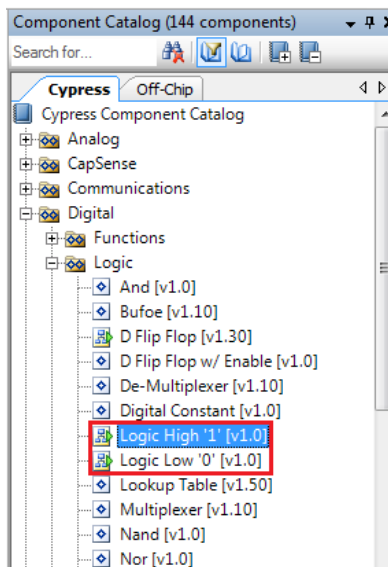 Component Catalog (144 components)
Search for...
Cypress
Off-Chip
Cypress Component Catalog
Analog
CapSense
Communications
Digital
Functions
Logic
And [v1.0]
Bufoe [v1.10]
D Flip Flop [v1.30]
D Flip Flop w/ Enable [v1.0]
De-Multiplexer [v1.10]
Digital Constant [v1.0]
Logic High '1' [v1.0]
Logic Low '0' [v1.0]
Lookup Table [v1.50]
Multiplexer [v1.10]
Nand [v1.0]
Nor [v1.0]